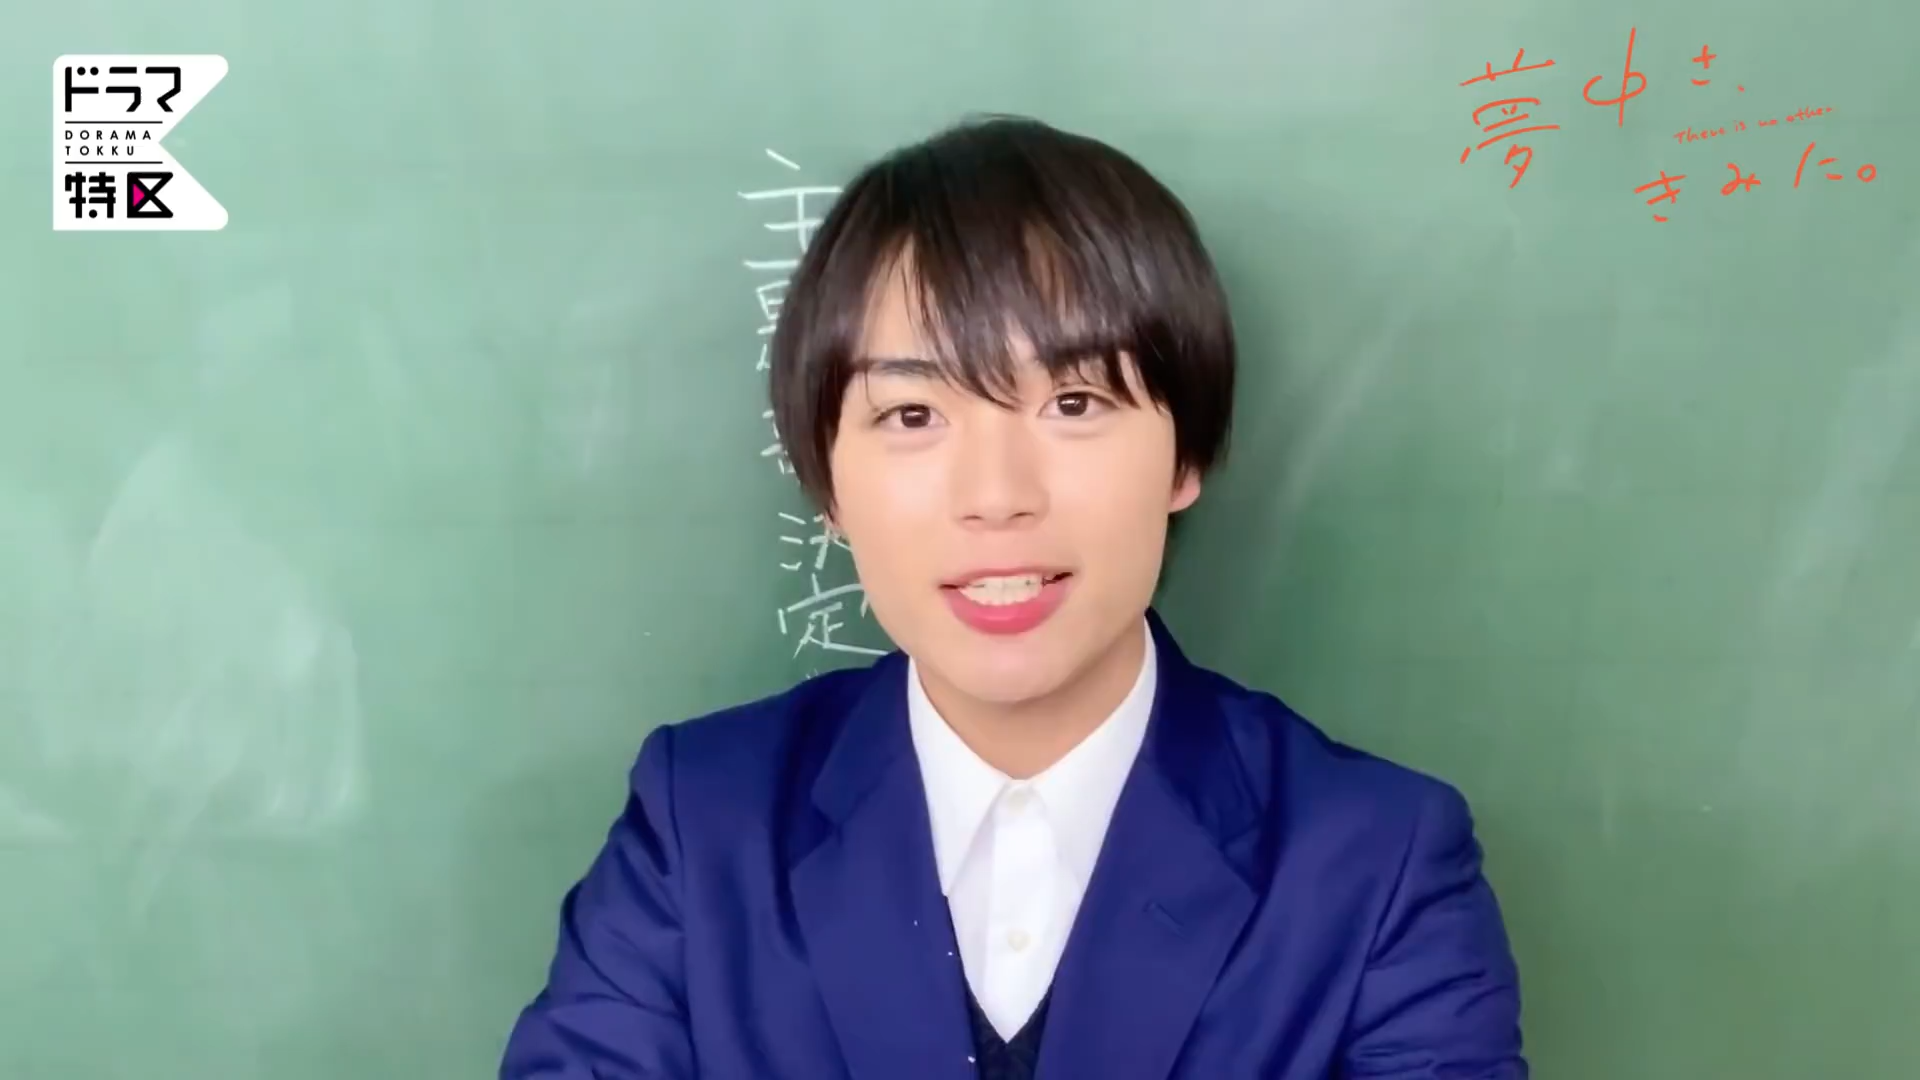 ドラマ
DORAMA
TOKKU
特区
夢中さ、
There is no other
きみに。
主
決
定